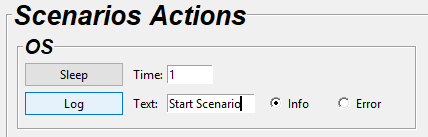 Scenarios Actions
OS
Sleep Time: 1
Log Text: Start Scenario Info Error